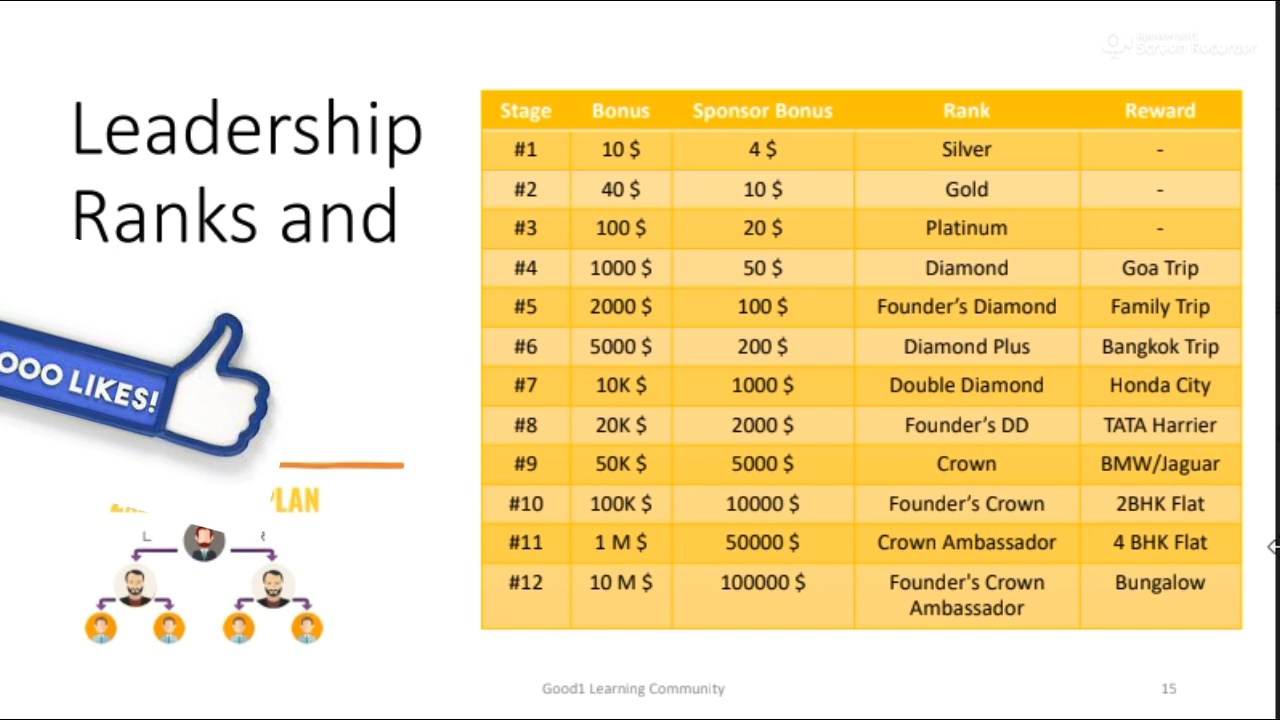 Screen Recorder
Leadership
Ranks and
Stage Bonus Sponsor Bonus Rank Reward
#1 10 $ 4 $ Silver -
#2 40 $ 10 $ Gold -
#3 100 $ 20 $ Platinum -
#4 1000 $ 50 $ Diamond Goa Trip
#5 2000 $ 100 $ Founder’s Diamond Family Trip
#6 5000 $ 200 $ Diamond Plus Bangkok Trip
#7 10K $ 1000 $ Double Diamond Honda City
#8 20K $ 2000 $ Founder’s DD TATA Harrier
#9 50K $ 5000 $ Crown BMW/Jaguar
#10 100K $ 10000 $ Founder’s Crown 2BHK Flat
#11 1 M $ 50000 $ Crown Ambassador 4 BHK Flat
#12 10 M $ 100000 $ Founder's Crown Bungalow
Ambassador
OOO LIKES!
LAN
L
Good1 Learning Community 15